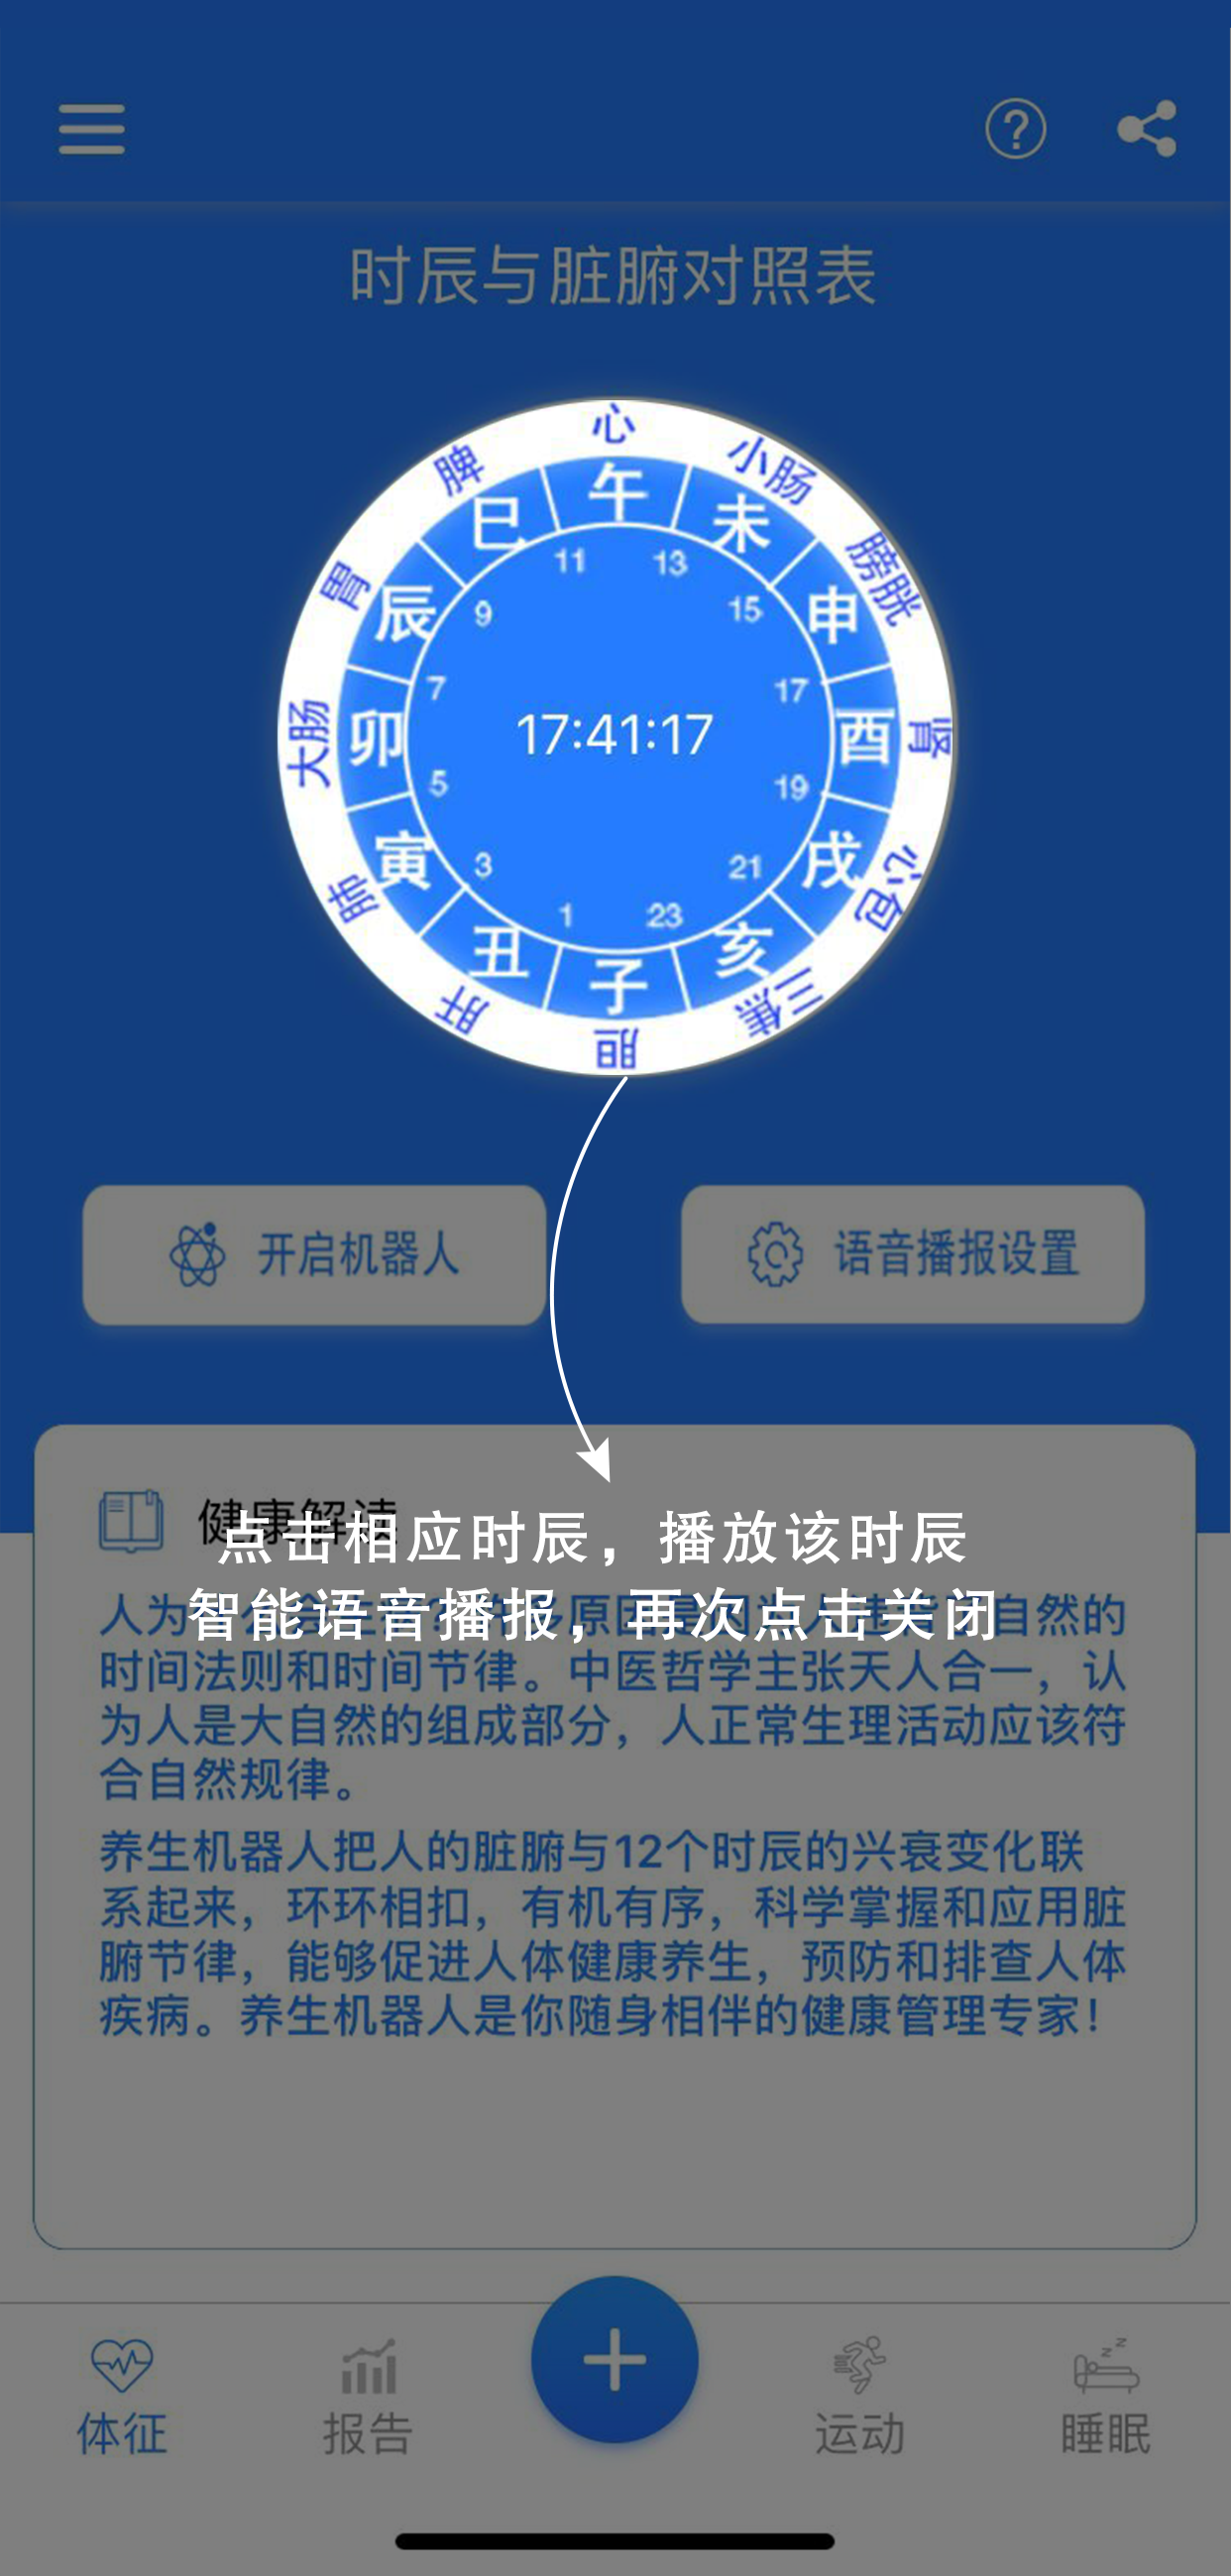 时辰与脏腑对照表
心
小肠
膀胱
肾
心包
三焦
胆
肝
肺
大肠
胃
脾
午
未
申
酉
戌
亥
子
丑
寅
卯
辰
巳
11
13
15
17
19
21
23
1
3
5
7
9
17:41:17
开启机器人
语音播报设置
健康解读
点击相应时辰，播放该时辰
智能语音播报，再次点击关闭
人为
原
自然的
时间法则和时间节律。中医哲学主张天人合一，认
为人是大自然的组成部分，人正常生理活动应该符
合自然规律。
养生机器人把人的脏腑与12个时辰的兴衰变化联
系起来，环环相扣，有机有序，科学掌握和应用脏
腑节律，能够促进人体健康养生，预防和排查人体
疾病。养生机器人是你随身相伴的健康管理专家！
体征
报告
运动
睡眠